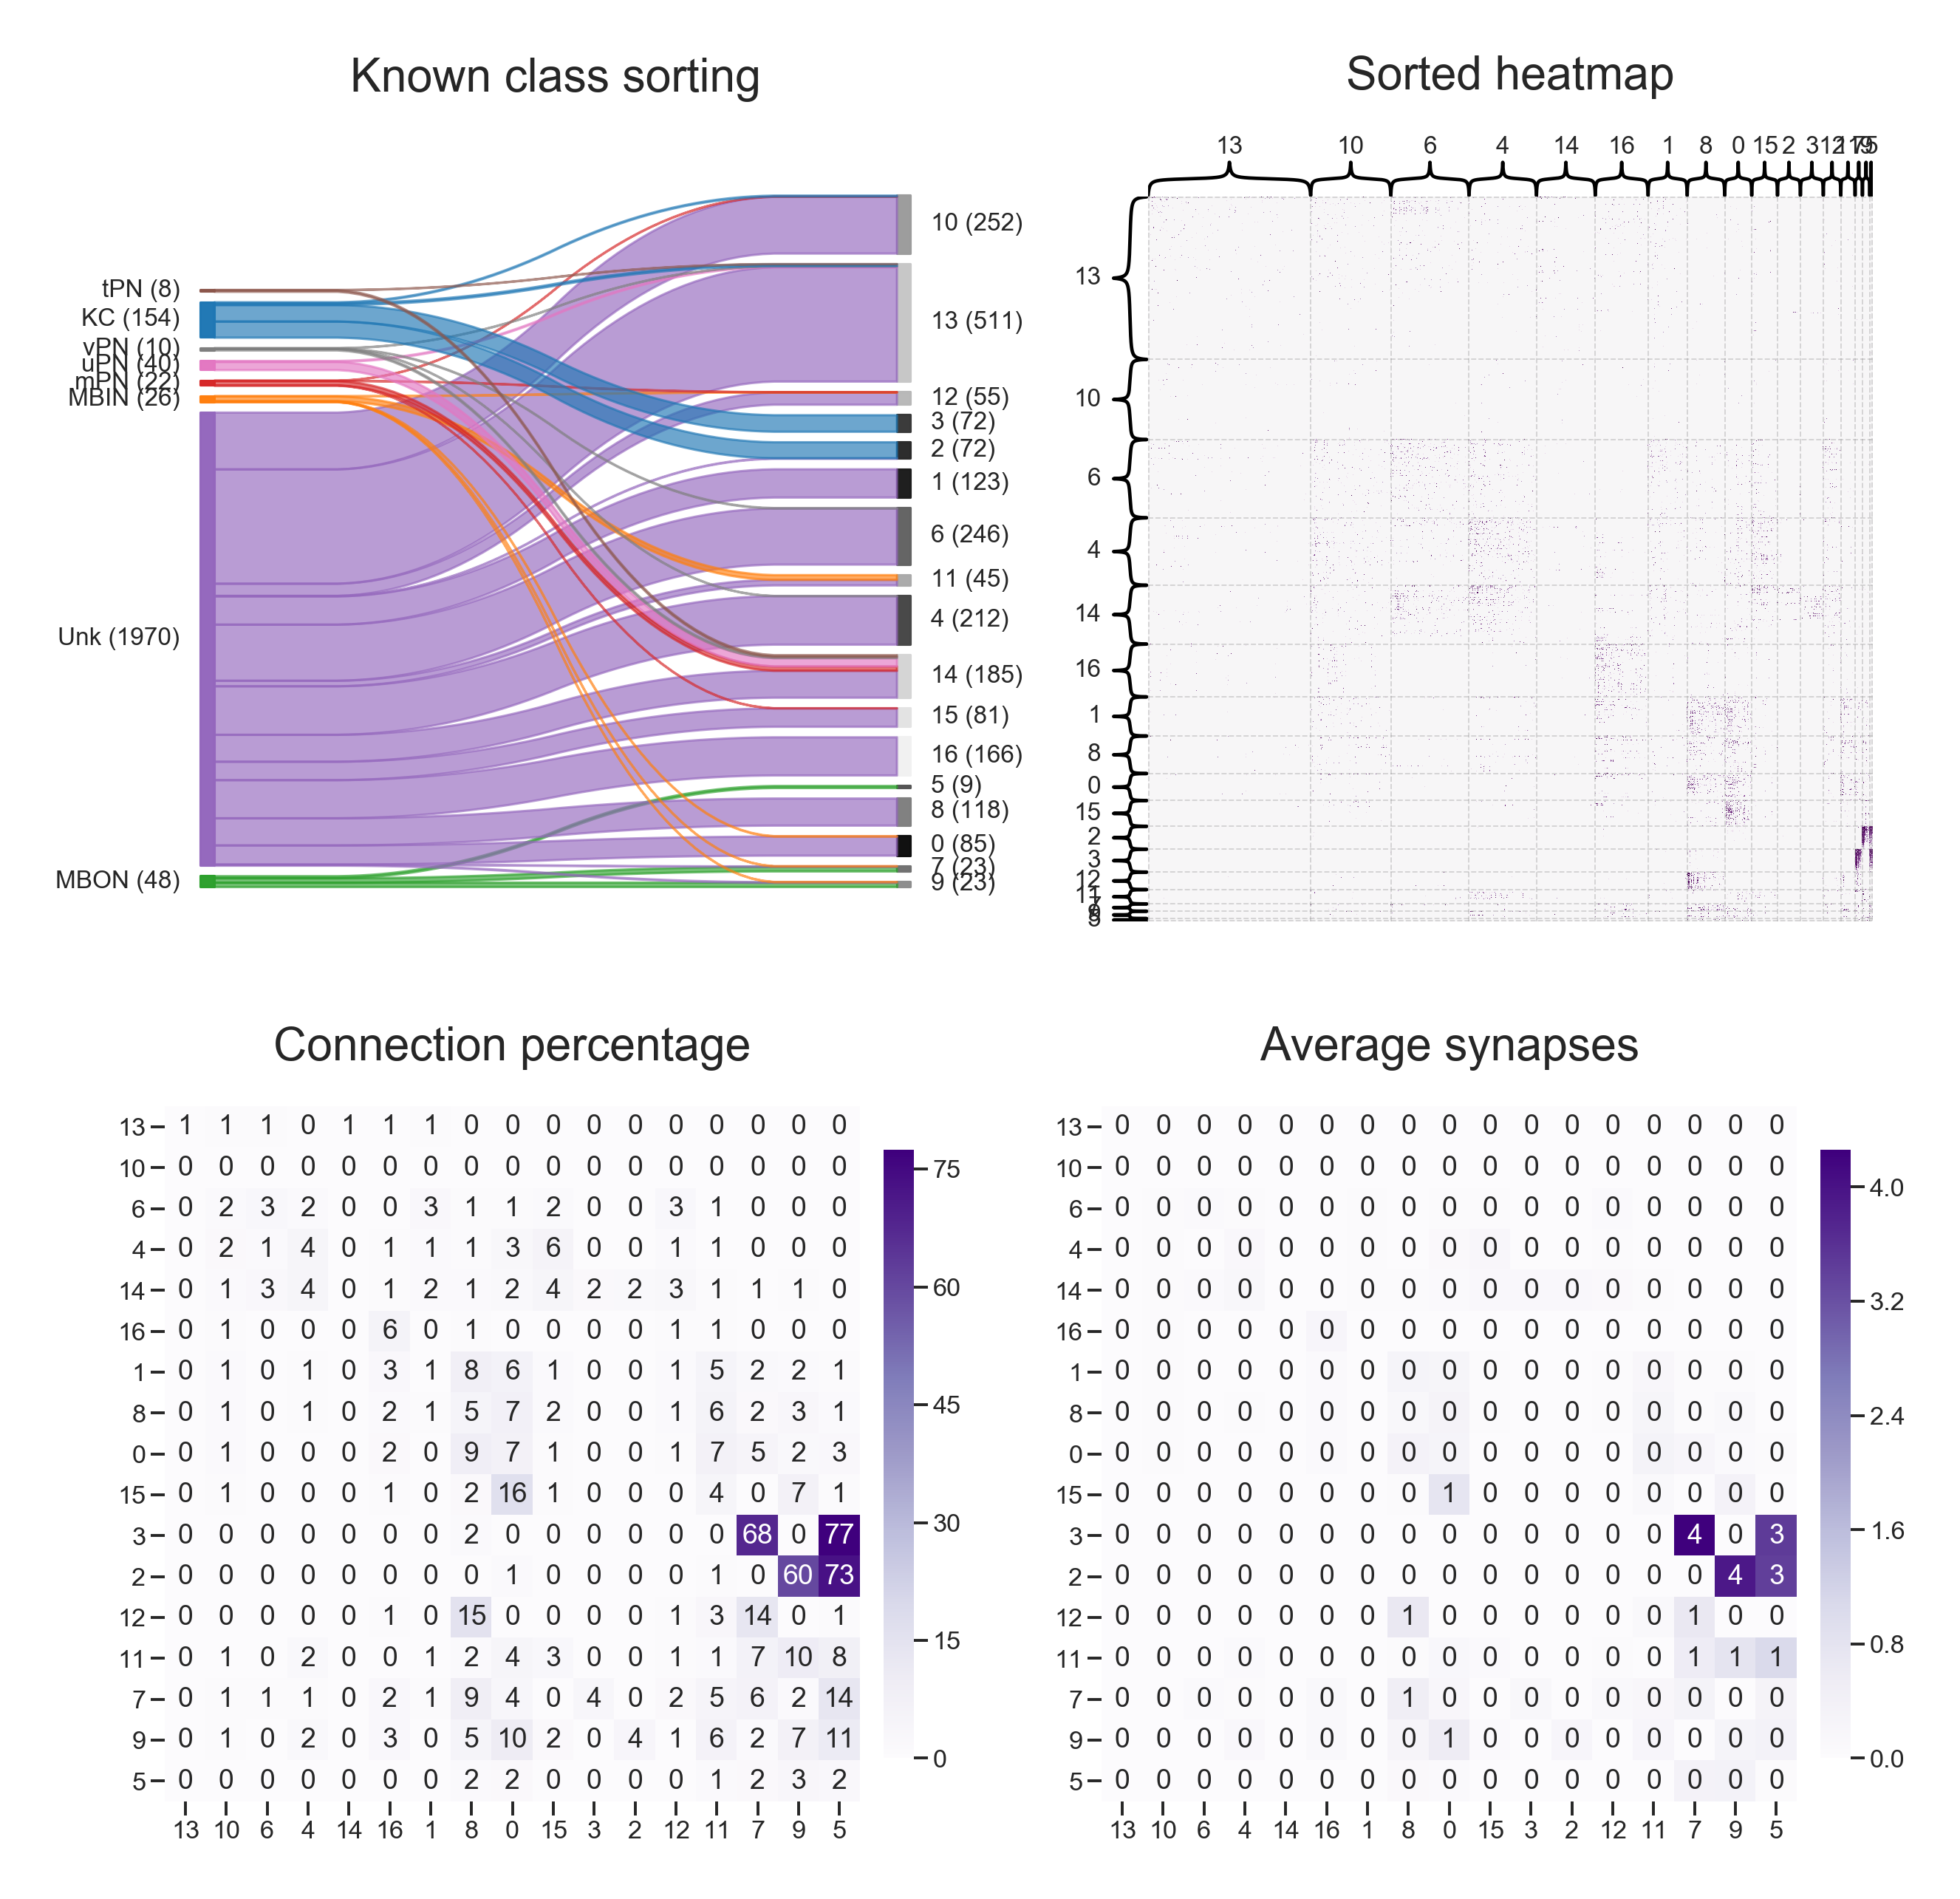 Known class sorting
tPN (8)
KC (154)
vPN (10)
uPN (40)
mPN (22)
MBIN (26)
Unk (1970)
MBON (48)
10 (252)
13 (511)
12 (55)
3 (72)
2 (72)
1 (123)
6 (246)
11 (45)
4 (212)
14 (185)
15 (81)
16 (166)
5 (9)
8 (118)
0 (85)
7 (23)
9 (23)
Sorted heatmap
13 10 6 4 14 16 1 8 0 15 2 3 12 11 7 9 5
13
10
6
4
14
16
1
8
0
15
2
3
12
11
7
9
5
Connection percentage
13 1 1 1 0 1 1 1 0 0 0 0 0 0 0 0 0 0
10 0 0 0 0 0 0 0 0 0 0 0 0 0 0 0 0 0
6 0 2 3 2 0 0 3 1 1 2 0 0 3 1 0 0 0
4 0 2 1 4 0 1 1 1 3 6 0 0 1 1 0 0 0
14 0 1 3 4 0 1 2 1 2 4 2 2 3 1 1 1 0
16 0 1 0 0 0 6 0 1 0 0 0 0 1 1 0 0 0
1 0 1 0 1 0 3 1 8 6 1 0 0 1 5 2 2 1
8 0 1 0 1 0 2 1 5 7 2 0 0 1 6 2 3 1
0 0 1 0 0 0 2 0 9 7 1 0 0 1 7 5 2 3
15 0 1 0 0 0 1 0 2 16 1 0 0 0 4 0 7 1
3 0 0 0 0 0 0 0 2 0 0 0 0 0 0 68 0 77
2 0 0 0 0 0 0 0 0 1 0 0 0 0 1 0 60 73
12 0 0 0 0 0 1 0 15 0 0 0 0 1 3 14 0 1
11 0 1 0 2 0 0 1 2 4 3 0 0 1 1 7 10 8
7 0 1 1 1 0 2 1 9 4 0 4 0 2 5 6 2 14
9 0 1 0 2 0 3 0 5 10 2 0 4 1 6 2 7 11
5 0 0 0 0 0 0 0 2 2 0 0 0 0 1 2 3 2
13 10 6 4 14 16 1 8 0 15 3 2 12 11 7 9 5
75
60
45
30
15
0
Average synapses
13 0 0 0 0 0 0 0 0 0 0 0 0 0 0 0 0 0
10 0 0 0 0 0 0 0 0 0 0 0 0 0 0 0 0 0
6 0 0 0 0 0 0 0 0 0 0 0 0 0 0 0 0 0
4 0 0 0 0 0 0 0 0 0 0 0 0 0 0 0 0 0
14 0 0 0 0 0 0 0 0 0 0 0 0 0 0 0 0 0
16 0 0 0 0 0 0 0 0 0 0 0 0 0 0 0 0 0
1 0 0 0 0 0 0 0 0 0 0 0 0 0 0 0 0 0
8 0 0 0 0 0 0 0 0 0 0 0 0 0 0 0 0 0
0 0 0 0 0 0 0 0 0 0 0 0 0 0 0 0 0 0
15 0 0 0 0 0 0 0 0 1 0 0 0 0 0 0 0 0
3 0 0 0 0 0 0 0 0 0 0 0 0 0 0 4 0 3
2 0 0 0 0 0 0 0 0 0 0 0 0 0 0 0 4 3
12 0 0 0 0 0 0 0 1 0 0 0 0 0 0 1 0 0
11 0 0 0 0 0 0 0 0 0 0 0 0 0 0 1 1 1
7 0 0 0 0 0 0 0 1 0 0 0 0 0 0 0 0 0
9 0 0 0 0 0 0 0 0 1 0 0 0 0 0 0 0 0
5 0 0 0 0 0 0 0 0 0 0 0 0 0 0 0 0 0
13 10 6 4 14 16 1 8 0 15 3 2 12 11 7 9 5
4.0
3.2
2.4
1.6
0.8
0.0